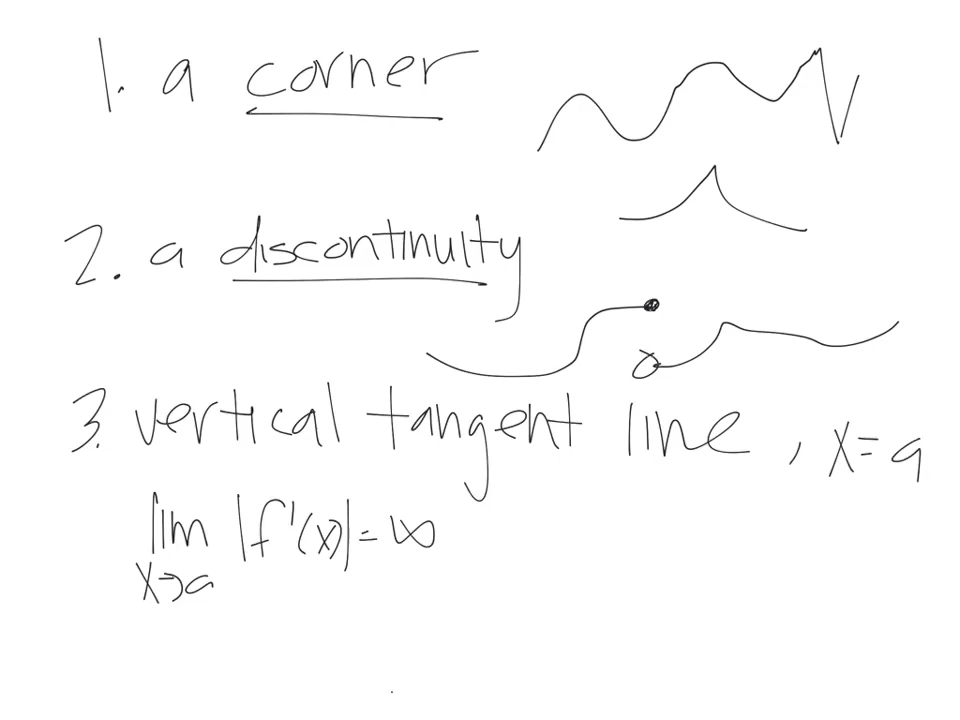 1. a corner
2. a discontinuity
3. vertical tangent line, x=a
lim |f'(x)| = ∞
x→a